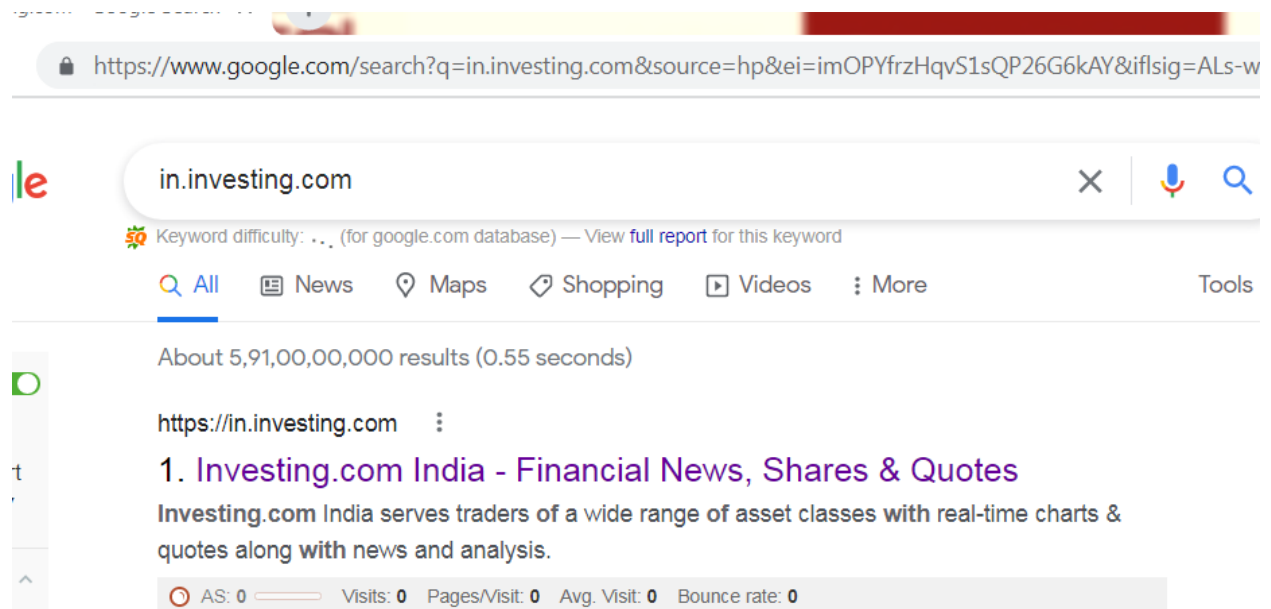 https://www.google.com/search?q=in.investing.com&source=hp&ei=imOPYfrzHqvS1sQP26G6kAY&iflsig=ALs-w
le
in.investing.com
SQ Keyword difficulty: ... (for google.com database) — View full report for this keyword
All News Maps Shopping Videos More Tools
About 5,91,00,00,000 results (0.55 seconds)
https://in.investing.com
1. Investing.com India - Financial News, Shares & Quotes
Investing.com India serves traders of a wide range of asset classes with real-time charts &
quotes along with news and analysis.
AS: 0 Visits: 0 Pages/Visit: 0 Avg. Visit: 0 Bounce rate: 0